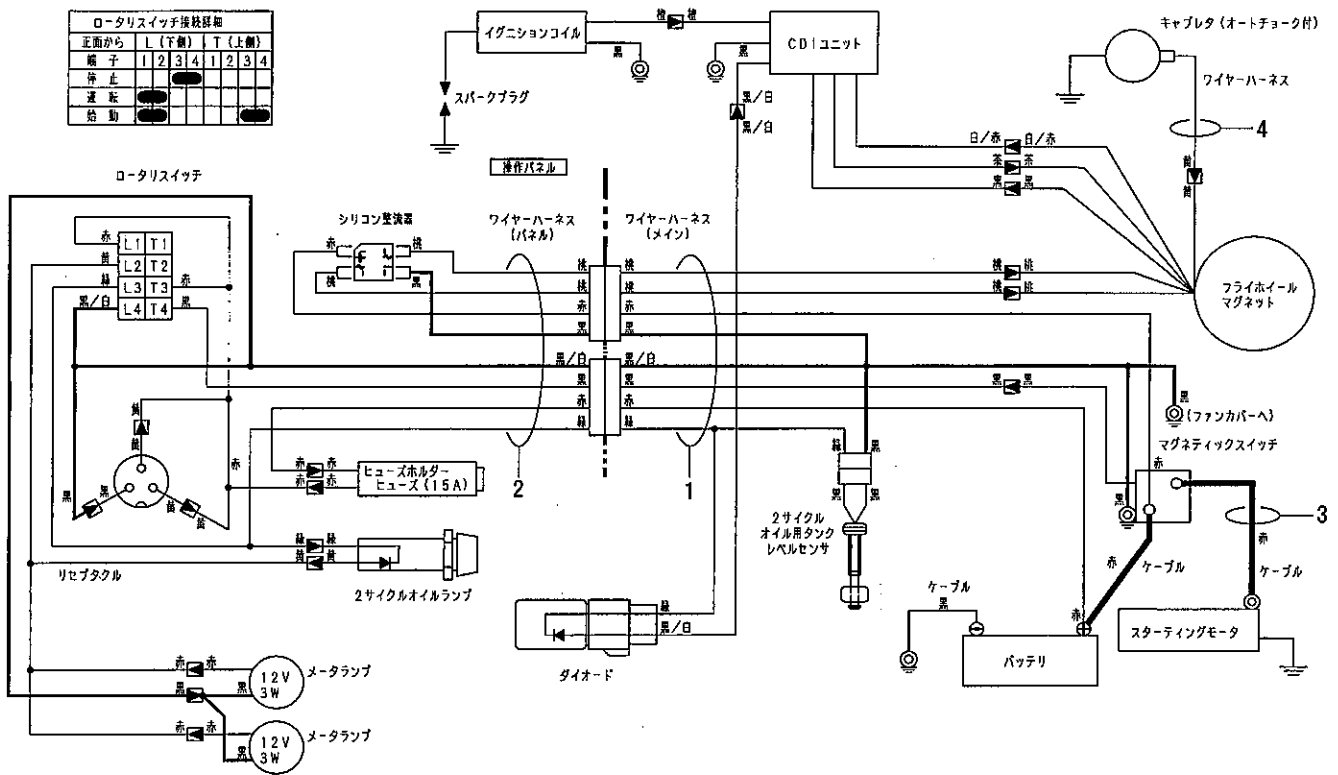 ロータリスイッチ接続詳細
正面から L (下側) T (上側)
端子 1 2 3 4 1 2 3 4
停止
運転
始動
イグニションコイル
橙 橙
黒
黒
CDIユニット
キャブレタ(オートチョーク付)
ワイヤーハーネス
4
スパークプラグ
黒/白
黒/白
白/赤 白/赤
茶 茶
黒 黒
黄
黄
ロータリスイッチ
操作パネル
シリコン整流器
ワイヤーハーネス
(パネル)
ワイヤーハーネス
(メイン)
赤 桃
桃 黒
赤 L1 T1
黄 L2 T2
緑 L3 T3 赤
黒/白 L4 T4 黒
桃 桃 桃 桃
桃 桃 桃 桃
赤 赤
黒 黒
フライホイール
マグネット
黒/白 黒/白
黒 黒 黒 黒
赤 赤
緑 緑
黒
(ファンカバーへ)
マグネティックスイッチ
黄
黄
赤
黒 黒
黄
黄
リセプタクル
赤 赤
赤 赤
ヒューズホルダー
ヒューズ(15A)
2
1
緑 黒
黒 黒
2サイクル
オイル用タンク
レベルセンサ
赤
黒
3
赤
赤
ケーブル
ケーブル
緑 緑
黄 黄
2サイクルオイルランプ
緑
黒/白
ダイオード
ケーブル
黒
赤
バッテリ
スターティングモータ
赤 赤
黒 黒
12V
3W
メータランプ
赤 赤
黒
12V
3W
メータランプ